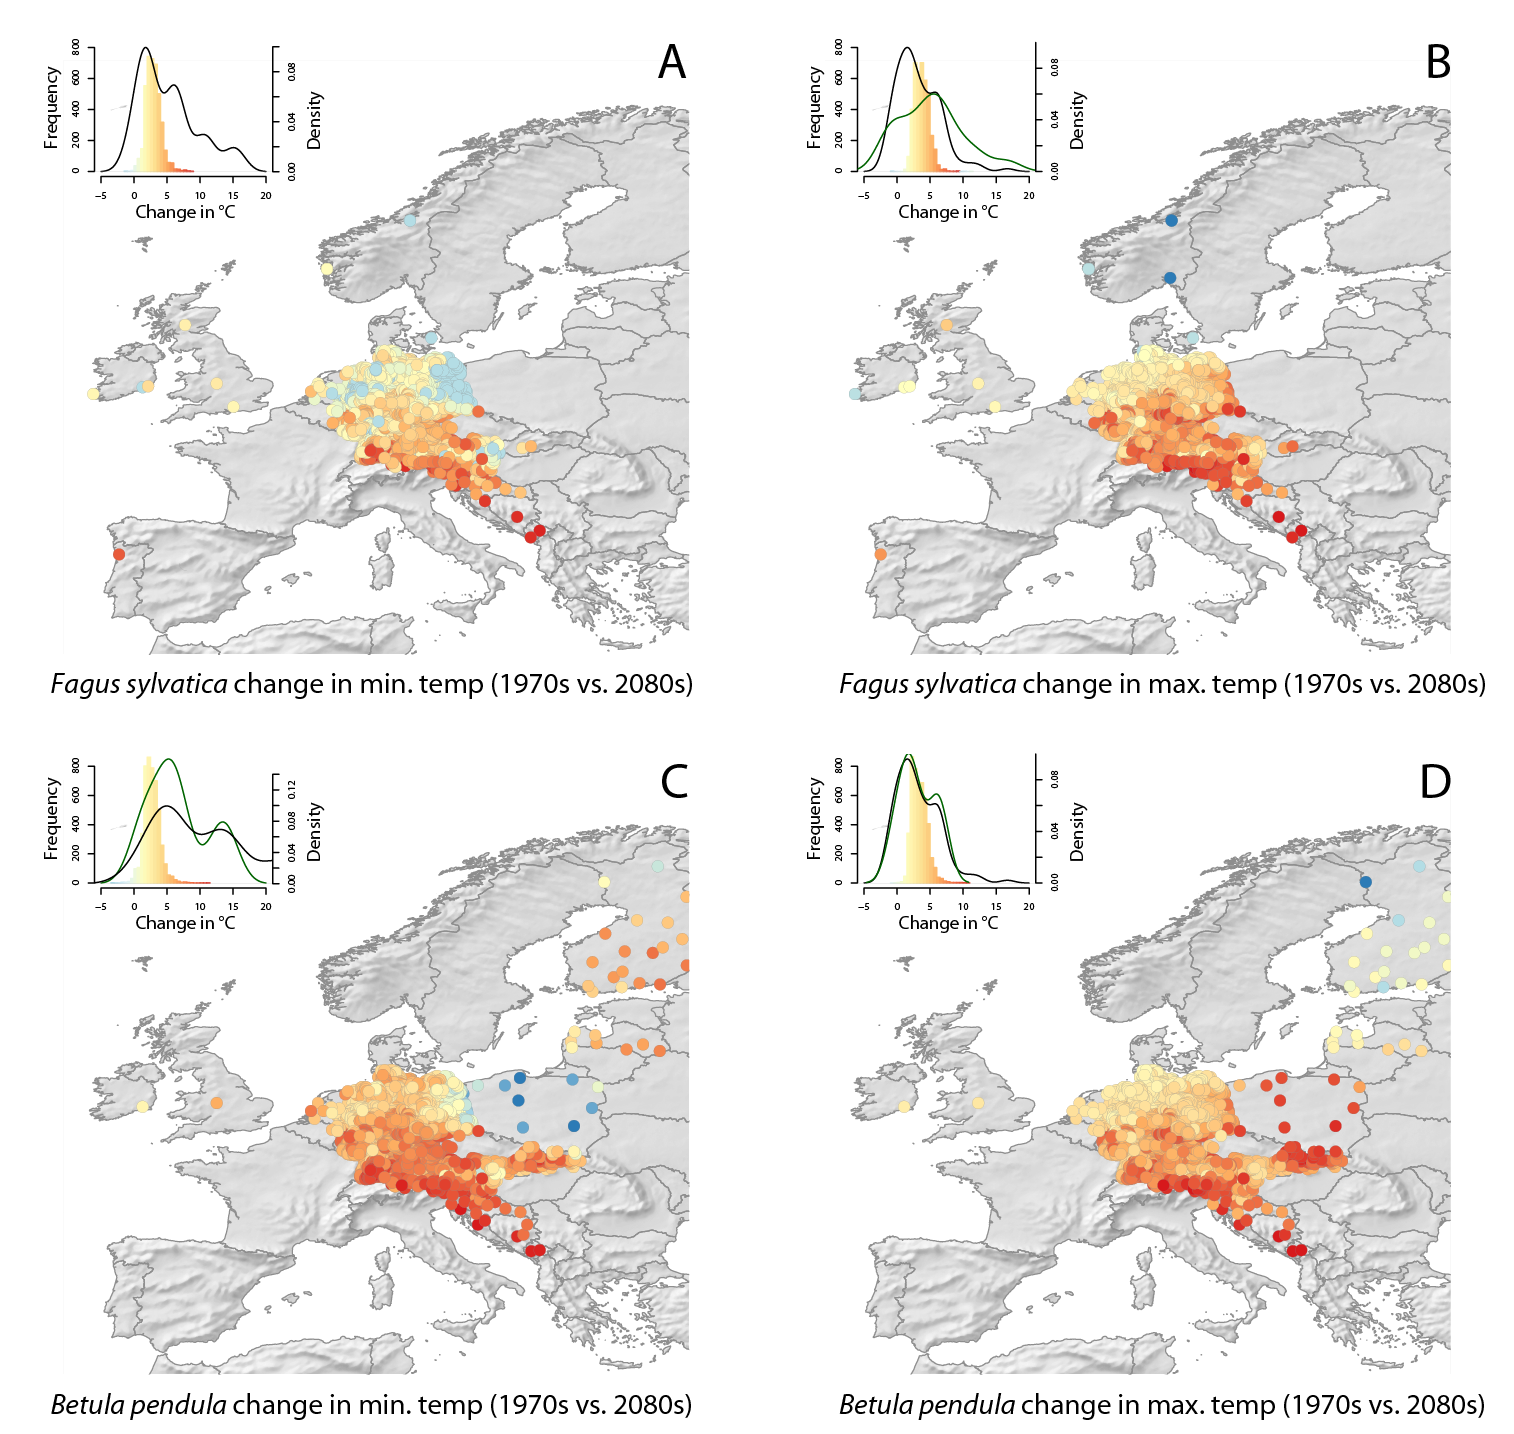 A
Frequency
0
200
400
600
800
0.00
0.04
0.08
Density
−5 0 5 10 15 20
Change in °C
Fagus sylvatica change in min. temp (1970s vs. 2080s)
B
Frequency
0
200
400
600
800
0.00
0.04
0.08
Density
−5 0 5 10 15 20
Change in °C
Fagus sylvatica change in max. temp (1970s vs. 2080s)
C
Frequency
0
200
400
600
800
0.00
0.04
0.08
0.12
Density
−5 0 5 10 15 20
Change in °C
Betula pendula change in min. temp (1970s vs. 2080s)
D
Frequency
0
200
400
600
800
0.00
0.04
0.08
Density
−5 0 5 10 15 20
Change in °C
Betula pendula change in max. temp (1970s vs. 2080s)